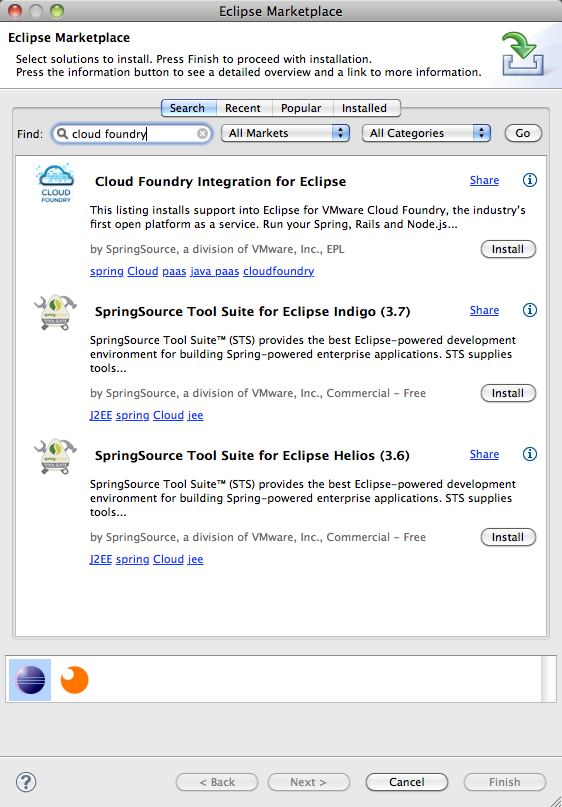 Eclipse Marketplace
Eclipse Marketplace
Select solutions to install. Press Finish to proceed with installation.
Press the information button to see a detailed overview and a link to more information.
Search Recent Popular Installed
Find: cloud foundry All Markets All Categories Go
CLOUD
FOUNDRY
Cloud Foundry Integration for Eclipse Share
This listing installs support into Eclipse for VMware Cloud Foundry, the industry's
first open platform as a service. Run your Spring, Rails and Node.js...
by SpringSource, a division of VMware, Inc., EPL Install
spring Cloud paas java paas cloudfoundry
SpringSource Tool Suite for Eclipse Indigo (3.7) Share
SpringSource Tool Suite™ (STS) provides the best Eclipse-powered development
environment for building Spring-powered enterprise applications. STS supplies
tools...
by SpringSource, a division of VMware, Inc., Commercial - Free Install
J2EE spring Cloud jee
SpringSource Tool Suite for Eclipse Helios (3.6) Share
SpringSource Tool Suite™ (STS) provides the best Eclipse-powered development
environment for building Spring-powered enterprise applications. STS supplies
tools...
by SpringSource, a division of VMware, Inc., Commercial - Free Install
J2EE spring Cloud jee
? < Back Next > Cancel Finish